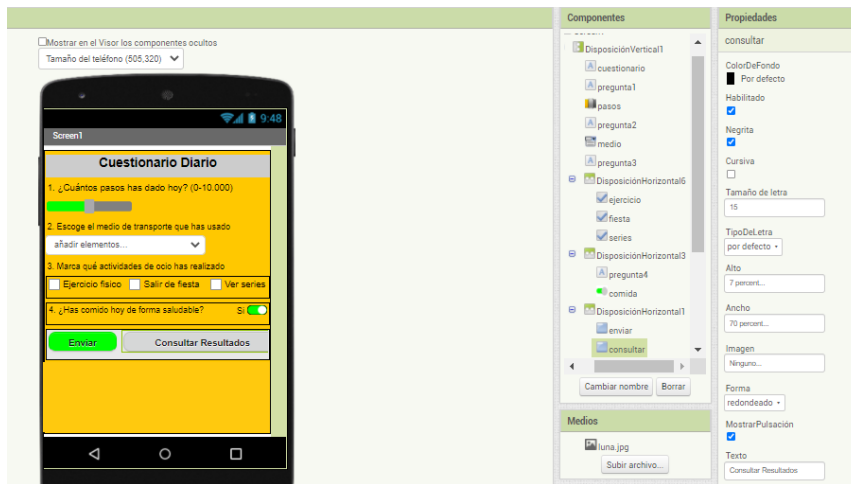 Mostrar en el Visor los componentes ocultos
Tamaño del teléfono (505,320)
9:48
Screen1
Cuestionario Diario
1. ¿Cuántos pasos has dado hoy? (0-10.000)
2. Escoge el medio de transporte que has usado
añadir elementos...
3. Marca qué actividades de ocio has realizado
Ejercicio fisico Salir de fiesta Ver series
4. ¿Has comido hoy de forma saludable? Si
Enviar Consultar Resultados
Componentes
DisposiciónVertical1
cuestionario
pregunta1
pasos
pregunta2
medio
pregunta3
DisposiciónHorizontal6
ejercicio
fiesta
series
DisposiciónHorizontal3
pregunta4
comida
DisposiciónHorizontal1
enviar
consultar
Cambiar nombre Borrar
Medios
luna.jpg
Subir archivo...
Propiedades
consultar
ColorDeFondo
Por defecto
Habilitado
Negrita
Cursiva
Tamaño de letra
15
TipoDeLetra
por defecto
Alto
7 percent...
Ancho
70 percent...
Imagen
Ninguno...
Forma
redondeado
MostrarPulsación
Texto
Consultar Resultados